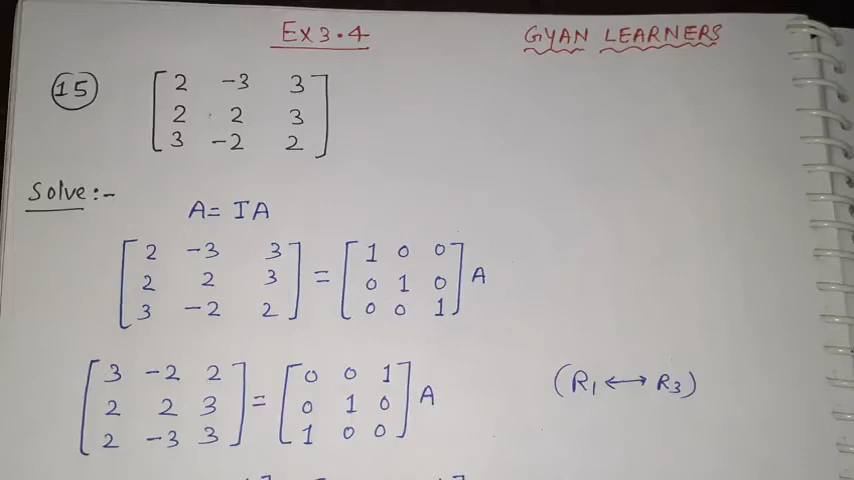 Ex 3.4 GYAN LEARNERS
15 [ 2 -3 3
2 2 3
3 -2 2 ]
Solve:-
A= IA
[ 2 -3 3 [ 1 0 0
2 2 3 = 0 1 0 A
3 -2 2 ] 0 0 1 ]
[ 3 -2 2 [ 0 0 1
2 2 3 = 0 1 0 A (R1 ↔ R3)
2 -3 3 ] 1 0 0 ]